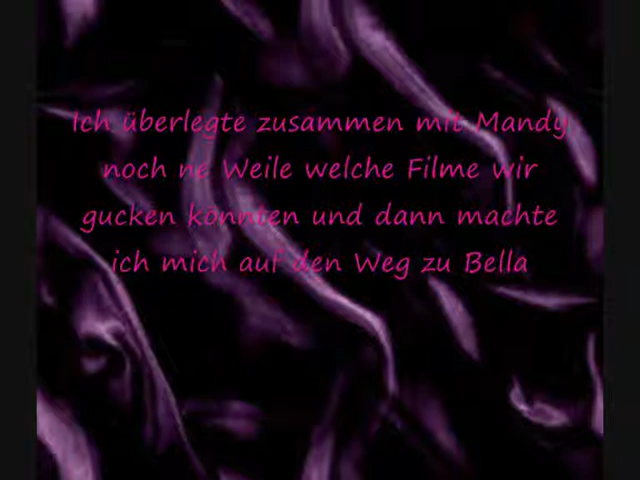 Ich überlegte zusammen mit Mandy
noch ne Weile welche Filme wir
gucken könnten und dann machte
ich mich auf den Weg zu Bella